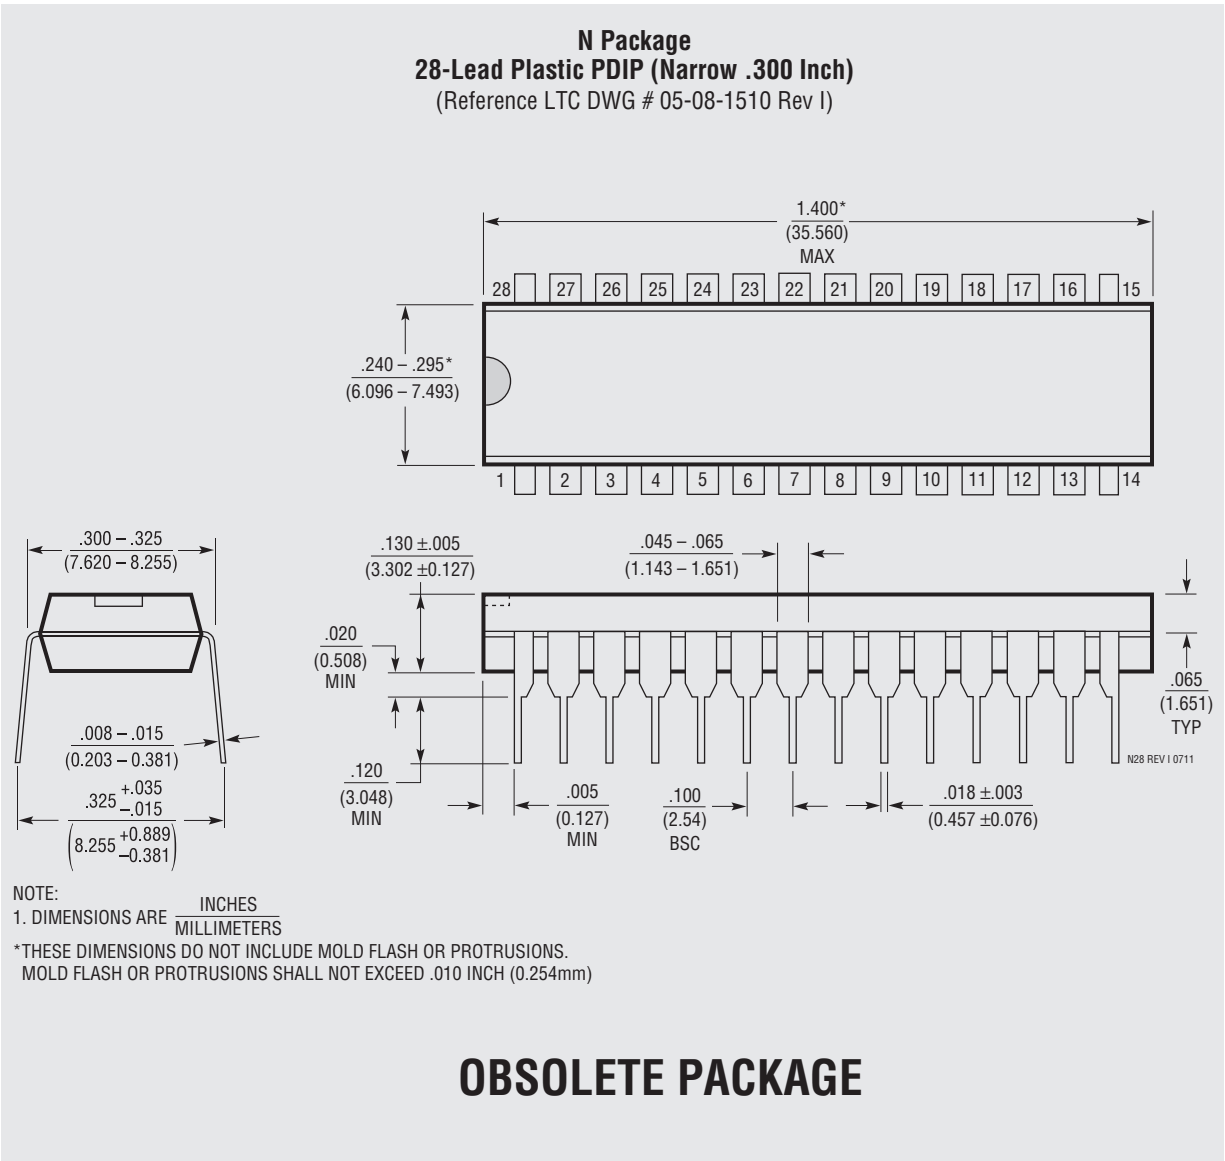 N Package
28-Lead Plastic PDIP (Narrow .300 Inch)
(Reference LTC DWG # 05-08-1510 Rev I)
1.400*
(35.560)
MAX
28 27 26 25 24 23 22 21 20 19 18 17 16 15
.240 – .295*
(6.096 – 7.493)
1 2 3 4 5 6 7 8 9 10 11 12 13 14
.300 – .325
(7.620 – 8.255)
.130 ±.005
(3.302 ±0.127)
.045 – .065
(1.143 – 1.651)
.020
(0.508)
MIN
.065
(1.651)
TYP
.008 – .015
(0.203 – 0.381)
N28 REV I 0711
.120
(3.048)
MIN
.005
(0.127)
MIN
.100
(2.54)
BSC
.018 ±.003
(0.457 ±0.076)
.325 +.035 –.015
(8.255 +0.889 –0.381)
NOTE:
1. DIMENSIONS ARE INCHES
MILLIMETERS
*THESE DIMENSIONS DO NOT INCLUDE MOLD FLASH OR PROTRUSIONS.
MOLD FLASH OR PROTRUSIONS SHALL NOT EXCEED .010 INCH (0.254mm)
OBSOLETE PACKAGE